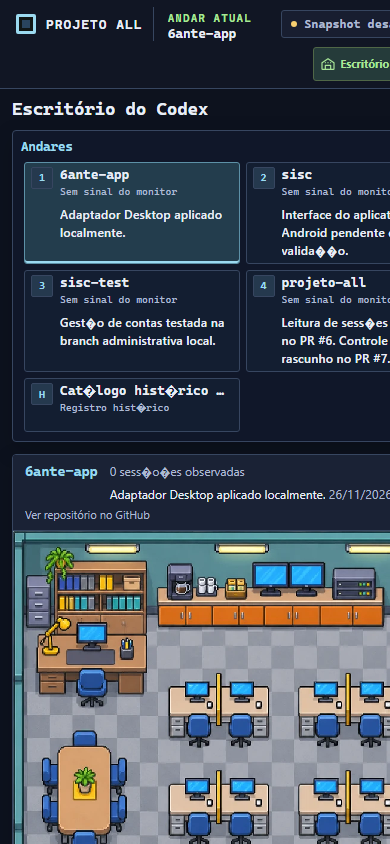 PROJETO ALL
ANDAR ATUAL
6ante-app
Snapshot des
Escritório
Escritório do Codex
Andares
1
6ante-app
Sem sinal do monitor
Adaptador Desktop aplicado
localmente.
2
sisc
Sem sinal do monito
Interface do aplicat
Android pendente
valida��o.
3
sisc-test
Sem sinal do monitor
Gest�o de contas testada na
branch administrativa local.
4
projeto-all
Sem sinal do monito
Leitura de sess�es
no PR #6. Controle
rascunho no PR #7.
H
Cat�logo hist�rico …
Registro hist�rico
6ante-app
0 sess�o�es observadas
Adaptador Desktop aplicado localmente. 26/11/2026
Ver repositório no GitHub